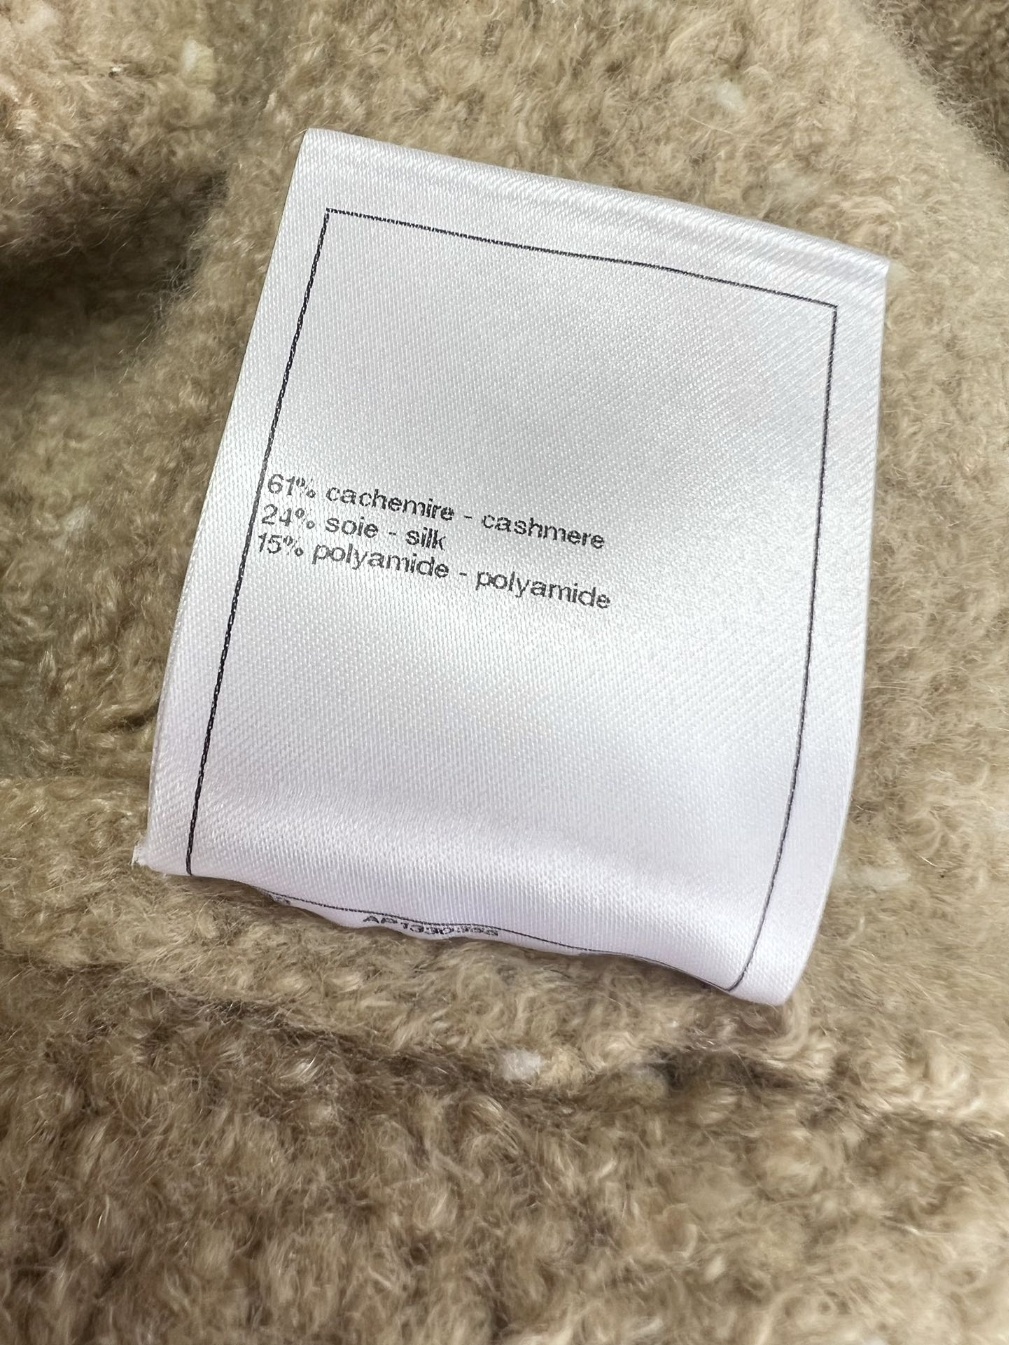 61% cachemire - cashmere
24% soie - silk
15% polyamide - polyamide